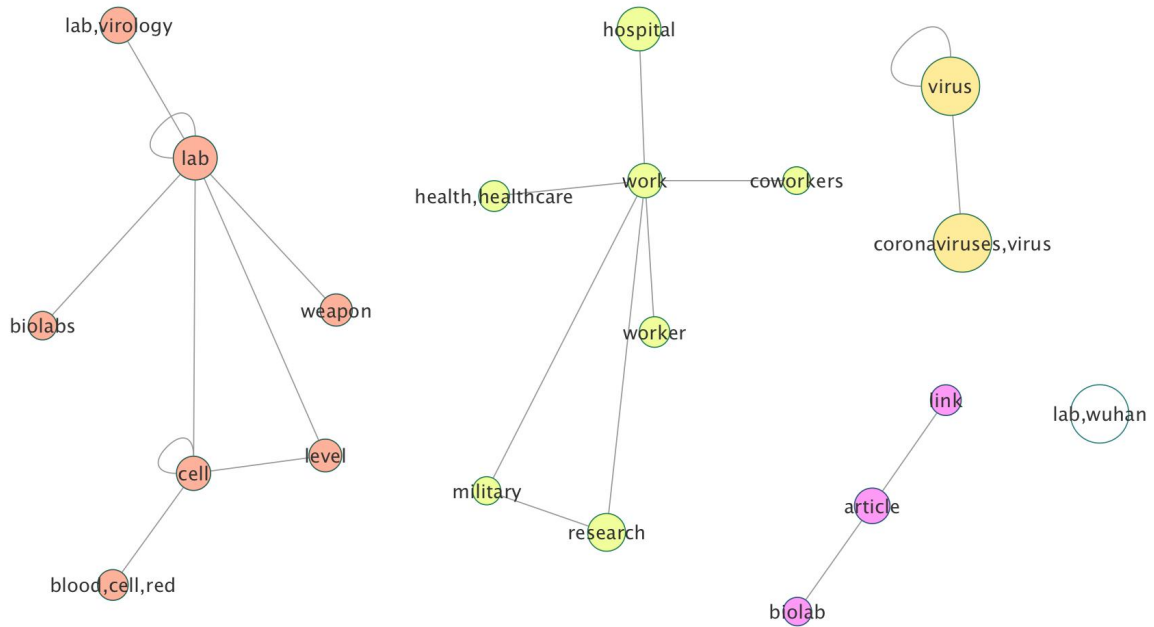 lab,virology
lab
biolabs
weapon
level
cell
blood,cell,red
hospital
work
health,healthcare
coworkers
worker
military
research
virus
coronaviruses,virus
link
article
biolab
lab,wuhan